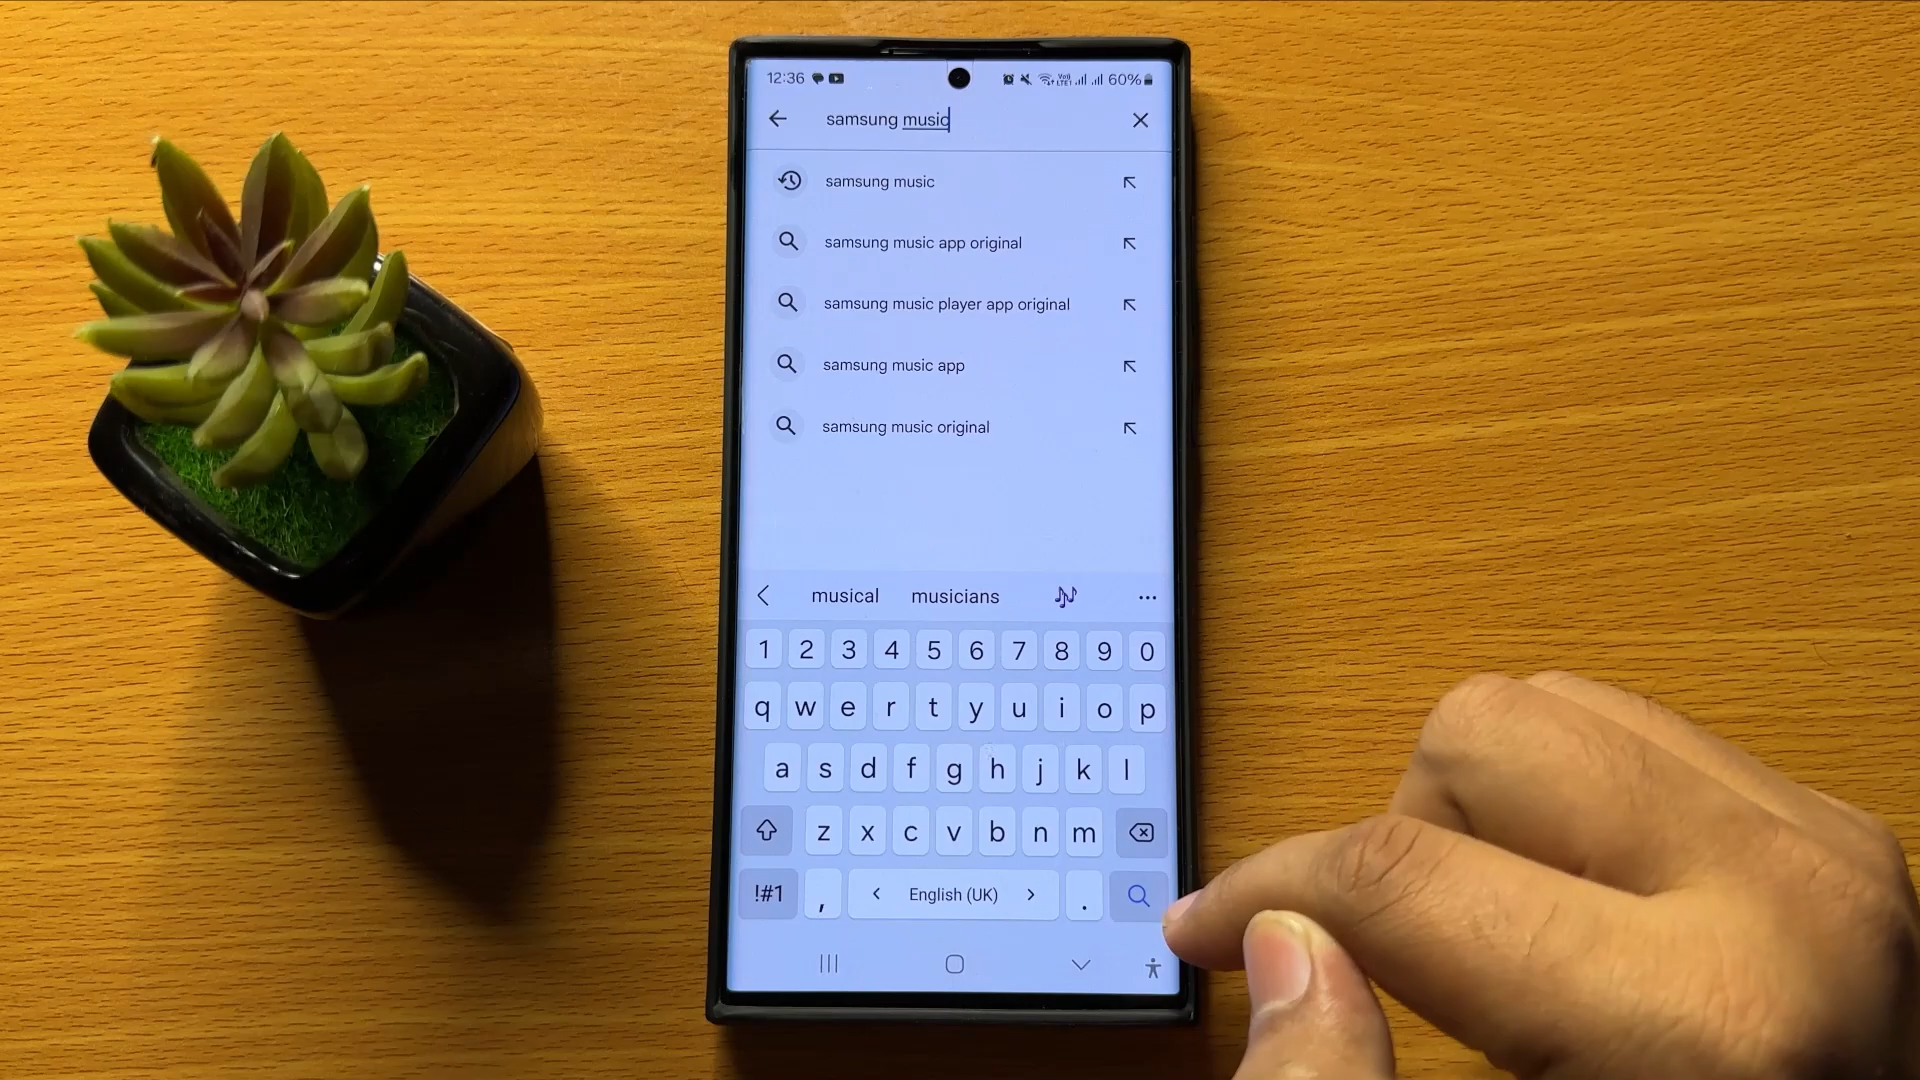 12:36 60%
samsung music
samsung music
samsung music app original
samsung music player app original
samsung music app
samsung music original
musical musicians
1 2 3 4 5 6 7 8 9 0
q w e r t y u i o p
a s d f g h j k l
z x c v b n m
!#1 , < English (UK) > .